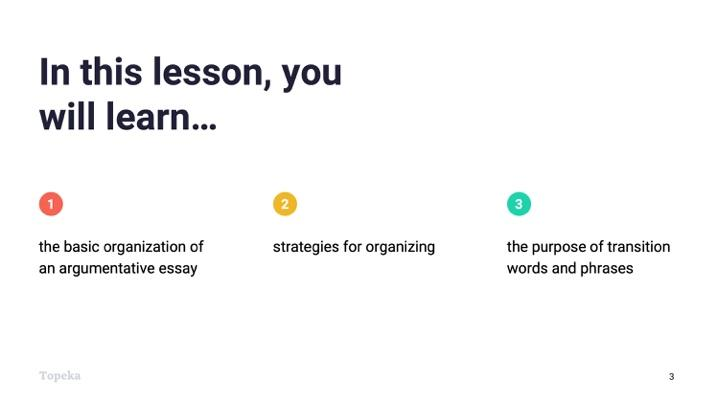 In this lesson, you
will learn…
1
the basic organization of
an argumentative essay
2
strategies for organizing
3
the purpose of transition
words and phrases
Topeka
3